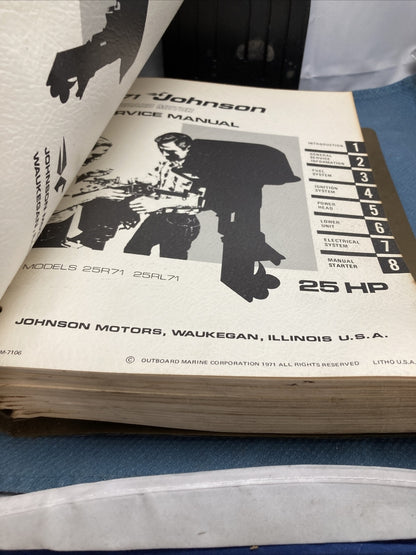 JOHNSON
WAUKEGAN
71 Johnson
SERVICE MANUAL
INTRODUCTION 1
GENERAL SERVICE INFORMATION 2
FUEL SYSTEM 3
IGNITION SYSTEM 4
POWER HEAD 5
LOWER UNIT 6
ELECTRICAL SYSTEM 7
MANUAL STARTER 8
MODELS 25R71 25RL71
25 HP
JOHNSON MOTORS, WAUKEGAN, ILLINOIS U.S.A.
M-7106
© OUTBOARD MARINE CORPORATION 1971 ALL RIGHTS RESERVED
LITHO U.S.A.